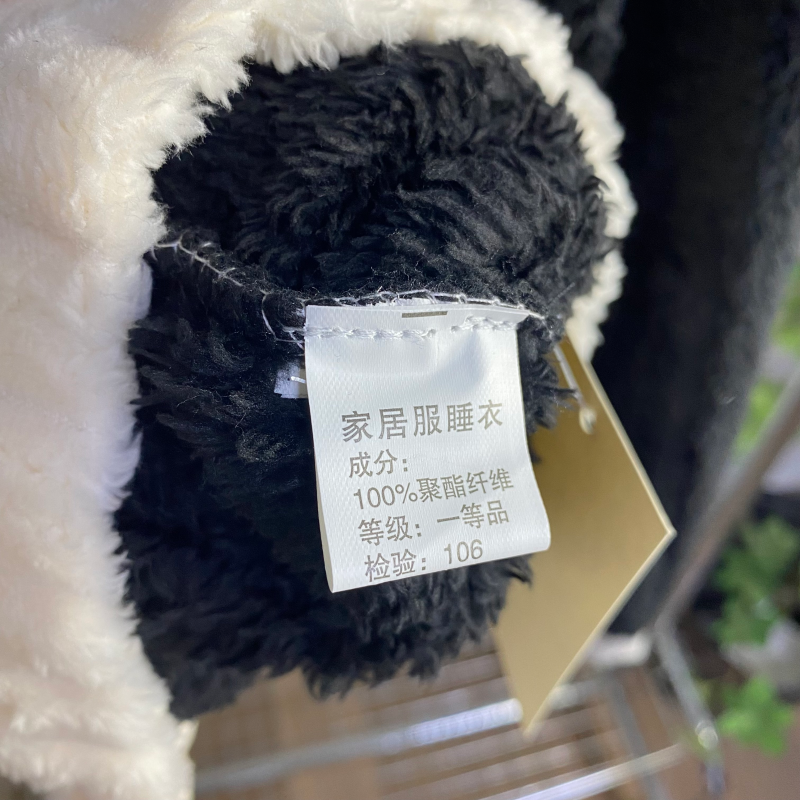 家居服睡衣
成分：
100%聚酯纤维
等级：一等品
检验：106